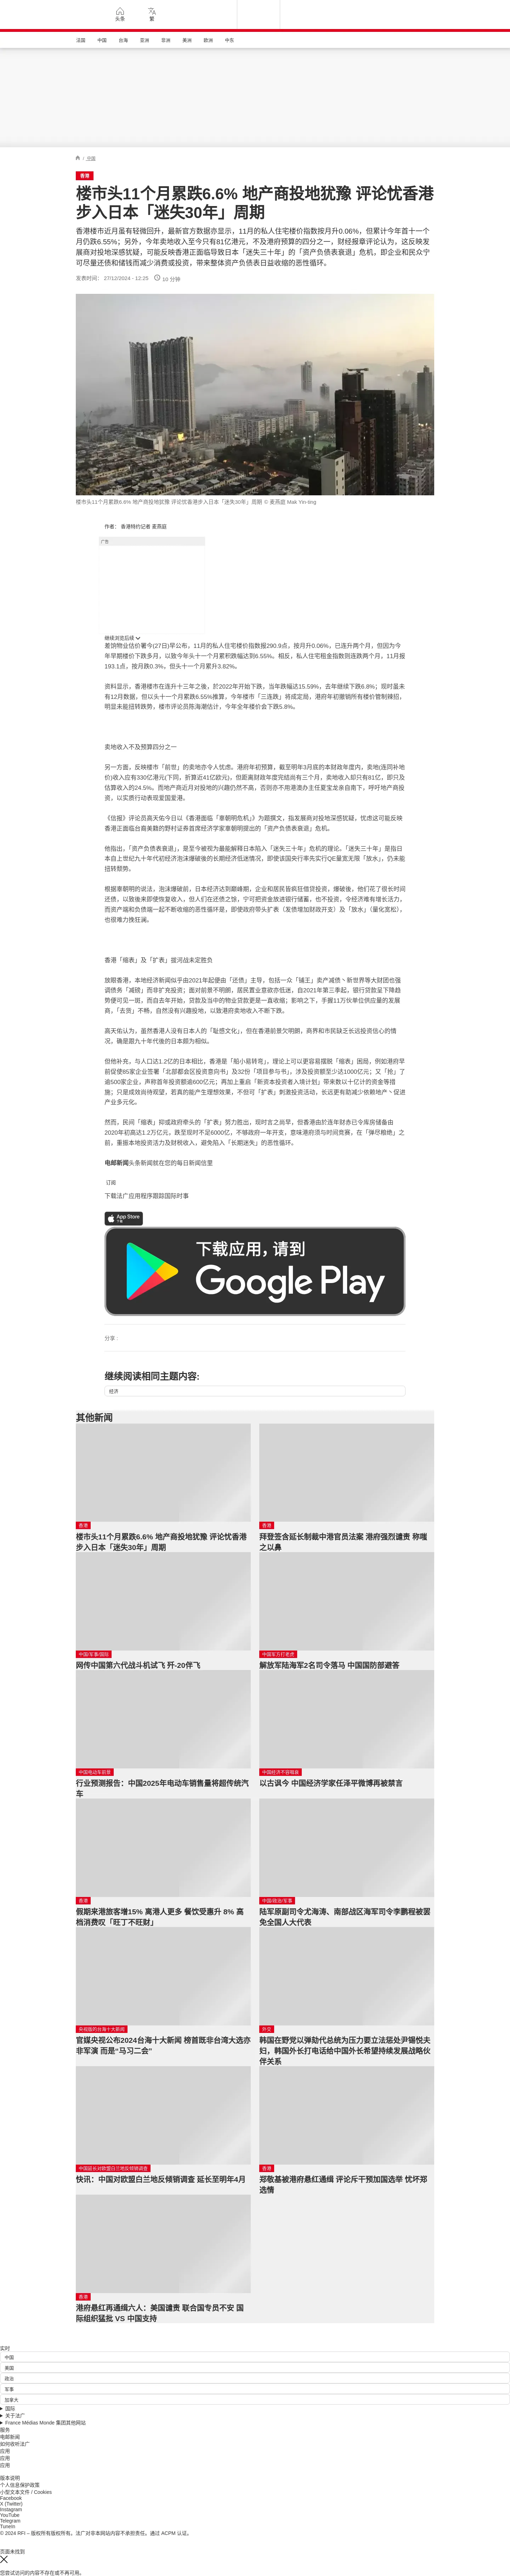 头条
繁
法国
中国
台海
亚洲
非洲
美洲
欧洲
中东
/ 中国
香港
楼市头11个月累跌6.6% 地产商投地犹豫 评论忧香港
步入日本「迷失30年」周期
香港楼市近月虽有轻微回升，最新官方数据亦显示，11月的私人住宅楼价指数按月升0.06%，但累计今年首十一个
月仍跌6.55%；另外，今年卖地收入至今只有81亿港元，不及港府预算的四分之一，财经报章评论认为，这反映发
展商对投地深感犹疑，可能反映香港正面临导致日本「迷失三十年」的「资产负债表衰退」危机，即企业和民众宁
可尽量还债和储钱而减少消费或投资，带来整体资产负债表日益收缩的恶性循环。
发表时间： 27/12/2024 - 12:25
10 分钟
楼市头11个月累跌6.6% 地产商投地犹豫 评论忧香港步入日本「迷失30年」周期 © 麦燕庭 Mak Yin-ting
作者： 香港特约记者 麦燕庭
广告
继续浏览后续
差饷物业估价署今(27日)早公布，11月的私人住宅楼价指数报290.9点，按月升0.06%，已连升两个月，但因为今
年早期楼价下跌多月，以致今年头十一个月累积跌幅达到6.55%。相反，私人住宅租金指数则连跌两个月，11月报
193.1点，按月跌0.3%，但头十一个月累升3.82%。
资料显示，香港楼市在连升十三年之後，於2022年开始下跌，当年跌幅达15.59%，去年继续下跌6.8%；现时虽未
有12月数据，但以头十一个月累跌6.55%推算，今年楼市「三连跌」将成定局，港府年初撤销所有楼价管制辣招，
明显未能扭转跌势，楼市评论员陈海潮估计，今年全年楼价会下跌5.8%。
卖地收入不及预算四分之一
另一方面，反映楼市「前世」的卖地亦令人忧虑。港府年初预算，截至明年3月底的本财政年度内，卖地(连同补地
价)收入应有330亿港元(下同，折算近41亿欧元)，但距离财政年度完结尚有三个月，卖地收入却只有81亿，即只及
估算收入的24.5%。而地产商近月对投地的兴趣仍然不高，否则亦不用港澳办主任夏宝龙亲自南下，呼吁地产商投
资，以实质行动表现爱国爱港。
《信报》评论员高天佑今日以《香港面临「辜朝明危机」》为题撰文，指发展商对投地深感犹疑，忧虑这可能反映
香港正面临台裔美籍的野村证券首席经济学家辜朝明提出的「资产负债表衰退」危机。
他指出，「资产负债表衰退」，是至今被视为最能解释日本陷入「迷失三十年」危机的理论。「迷失三十年」是指日
本自上世纪九十年代初经济泡沫爆破後的长期经济低迷情况，即使该国央行率先实行QE量宽无限「放水」，仍未能
扭转颓势。
根据辜朝明的说法，泡沫爆破前，日本经济达到巅峰期，企业和居民皆疯狂借贷投资，爆破後，他们花了很长时间
还债，以致後来即使恢复收入，但人们在还债之馀，宁可把资金放进银行储蓄，也不投资，令经济难有增长活力。
而资产端和负债端一起不断收缩的恶性循环是，即使政府带头扩表（发债增加财政开支）及「放水」（量化宽松），
也很难力挽狂澜。
香港「缩表」及「扩表」拔河战未定胜负
放眼香港，本地经济新闻似乎由2021年起便由「还债」主导，包括一众「铺王」卖产减债丶新世界等大财团也强
调债务「减磅」而非扩充投资；面对前景不明朗，居民置业意欲亦低迷，自2021年第三季起，银行贷款呈下降趋
势便可见一斑，而自去年开始，贷款及当中的物业贷款更是一直收缩；影响之下，手握11万伙单位供应量的发展
商，「去货」不畅，自然没有兴趣投地，以致港府卖地收入不断下跌。
高天佑认为，虽然香港人没有日本人的「耻感文化」，但在香港前景欠明朗，商界和市民缺乏长远投资信心的情
况，确是跟九十年代後的日本颇为相似。
但他补充，与人口达1.2亿的日本相比，香港是「船小易转弯」，理论上可以更容易摆脱「缩表」困局，例如港府早
前促使85家企业签署「北部都会区投资意向书」及32份「项目参与书」，涉及投资额至少达1000亿元；又「抢」了
逾500家企业，声称首年投资额逾600亿元；再加上重启「新资本投资者入境计划」带来数以十亿计的资金等措
施；只是成效尚待观望，若真的能产生理想效果，不但可「扩表」刺激投资活动，长远更有助减少依赖地产丶促进
产业多元化。
然而，民间「缩表」抑或政府牵头的「扩表」努力胜出，现时言之尚早，但香港由於连年财赤已令库房储备由
2020年初高达1.2万亿元，跌至现时不足6000亿，不够政府一年开支，意味港府须与时间竞赛，在「弹尽粮绝」之
前，重振本地投资活力及财税收入，避免陷入「长期迷失」的恶性循环。
电邮新闻头条新闻就在您的每日新闻信里
订阅
下载法广应用程序跟踪国际时事
App Store
下载应用，请到
Google Play
分享 :
继续阅读相同主题内容:
经济
其他新闻
香港
楼市头11个月累跌6.6% 地产商投地犹豫 评论忧香港
步入日本「迷失30年」周期
香港
拜登签含延长制裁中港官员法案 港府强烈谴责 称嗤
之以鼻
中国/军事/国际
网传中国第六代战斗机试飞 歼-20伴飞
中国军方打老虎
解放军陆海军2名司令落马 中国国防部避答
中国电动车前景
行业预测报告：中国2025年电动车销售量将超传统汽
车
中国经济不容唱衰
以古讽今 中国经济学家任泽平微博再被禁言
香港
假期来港旅客增15% 离港人更多 餐饮受惠升 8% 高
档消费叹「旺丁不旺财」
中国/政治/军事
陆军原副司令尤海涛、南部战区海军司令李鹏程被罢
免全国人大代表
央视版的台海十大新闻
官媒央视公布2024台海十大新闻 榜首既非台湾大选亦
非军演 而是“马习二会”
外交
韩国在野党以弹劾代总统为压力要立法惩处尹锡悦夫
妇，韩国外长打电话给中国外长希望持续发展战略伙
伴关系
中国延长对欧盟白兰地反倾销调查
快讯：中国对欧盟白兰地反倾销调查 延长至明年4月
香港
郑敬基被港府悬红通缉 评论斥干预加国选举 忧坏郑
选情
香港
港府悬红再通缉六人：美国谴责 联合国专员不安 国
际组织猛批 VS 中国支持
实时
中国
美国
政治
军事
加拿大
国际
关于法广
France Médias Monde 集团其他网站
服务
电邮新闻
如何收听法广
应用
应用
应用
版本说明
个人信息保护政策
小型文本文件 / Cookies
Facebook
X (Twitter)
Instagram
YouTube
Telegram
TuneIn
© 2024 RFI – 版权所有版权所有。法广对非本网站内容不承担责任。通过 ACPM 认证。
页面未找到
您尝试访问的内容不存在或不再可用。